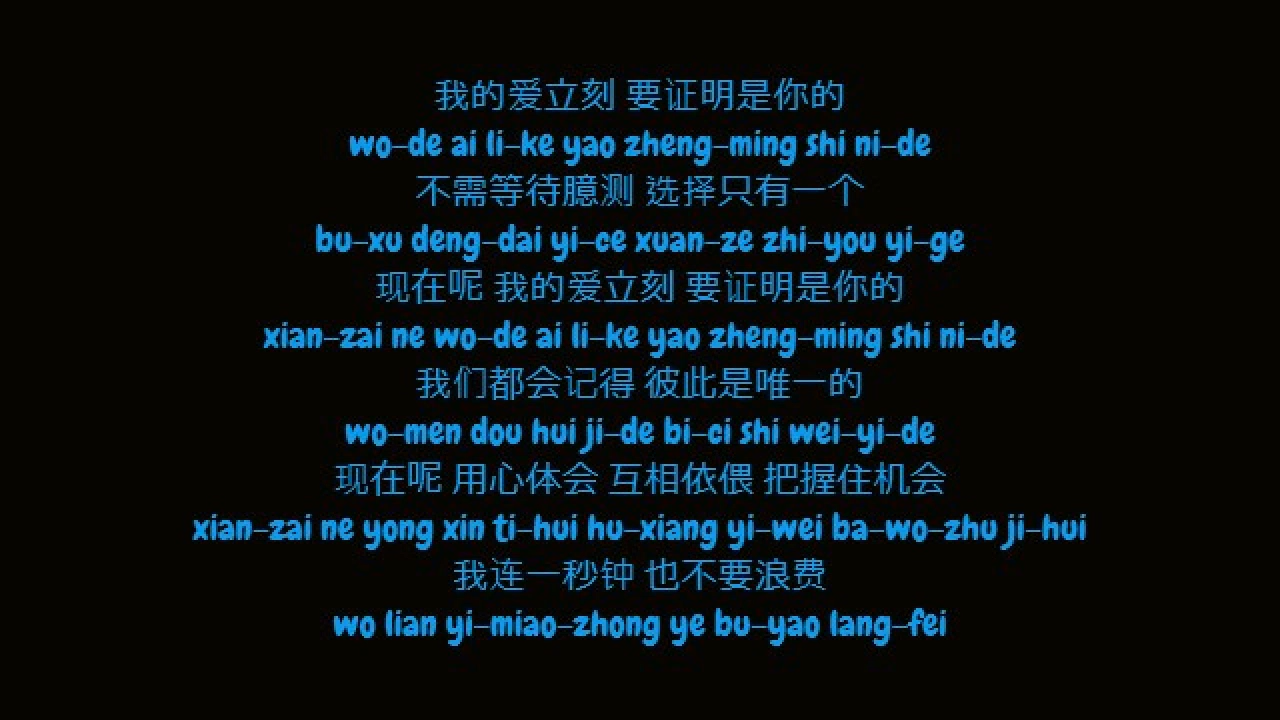 我的爱立刻 要证明是你的
wo-de ai li-ke yao zheng-ming shi ni-de
不需等待臆测 选择只有一个
bu-xu deng-dai yi-ce xuan-ze zhi-you yi-ge
现在呢 我的爱立刻 要证明是你的
xian-zai ne wo-de ai li-ke yao zheng-ming shi ni-de
我们都会记得 彼此是唯一的
wo-men dou hui ji-de bi-ci shi wei-yi-de
现在呢 用心体会 互相依偎 把握住机会
xian-zai ne yong xin ti-hui hu-xiang yi-wei ba-wo-zhu ji-hui
我连一秒钟 也不要浪费
wo lian yi-miao-zhong ye bu-yao lang-fei